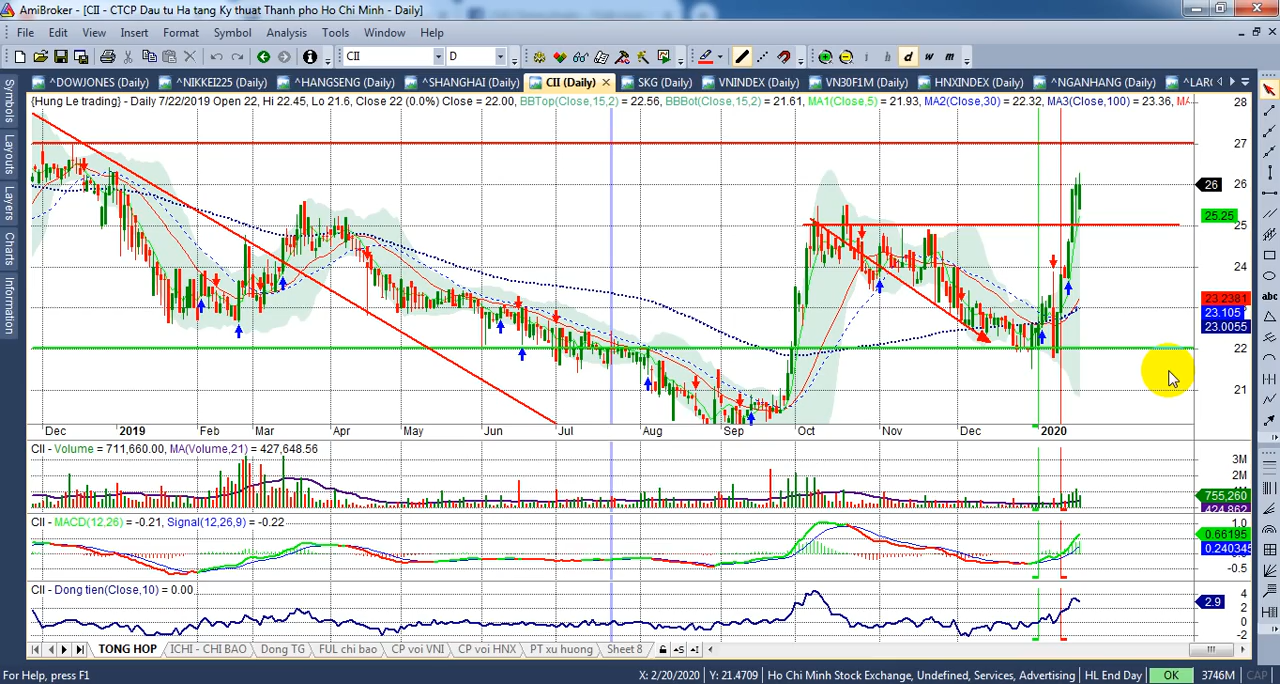 AmiBroker - [CII - CTCP Dau tu Ha tang Ky thuat Thanh pho Ho Chi Minh - Daily]
File Edit View Insert Format Symbol Analysis Tools Window Help
CII D i h d w m
^DOWJONES (Daily) ^NIKKEI225 (Daily) ^HANGSENG (Daily) ^SHANGHAI (Daily) CII (Daily) SKG (Daily) VNINDEX (Daily) VN30F1M (Daily) HNXINDEX (Daily) ^NGANHANG (Daily) ^LARC
Symbols
Layouts
Layers
Charts
Information
{Hung Le trading} - Daily 7/22/2019 Open 22, Hi 22.45, Lo 21.6, Close 22 (0.0%) Close = 22.00, BBTop(Close,15,2) = 22.56, BBBot(Close,15,2) = 21.61, MA1(Close,5) = 21.93, MA2(Close,30) = 22.32, MA3(Close,100) = 23.36,
28
27
26
25.25
25
24
23.2381
23.105
23.0055
22
21
Dec 2019 Feb Mar Apr May Jun Jul Aug Sep Oct Nov Dec 2020
CII - Volume = 711,660.00, MA(Volume,21) = 427,648.56
3M
2M
755,260
424,862
CII - MACD(12,26) = -0.21, Signal(12,26,9) = -0.22
1.0
0.66195
0.240345
-0.5
CII - Dong tien(Close,10) = 0.00
4
2.9
2
0
-2
TONG HOP ICHI - CHI BAO Dong TG FUL chi bao CP voi VNI CP voi HNX PT xu huong Sheet 8
For Help, press F1 X: 2/20/2020 Y: 21.4709 Ho Chi Minh Stock Exchange, Undefined, Services, Advertising HL End Day OK 3746M CAP
abc